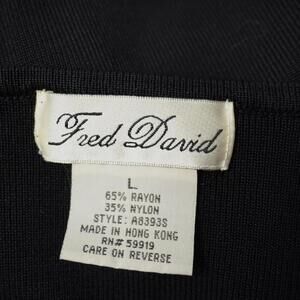 Fred David
L
65% RAYON
35% NYLON
STYLE: A8393S
MADE IN HONG KONG
RN# 59919
CARE ON REVERSE